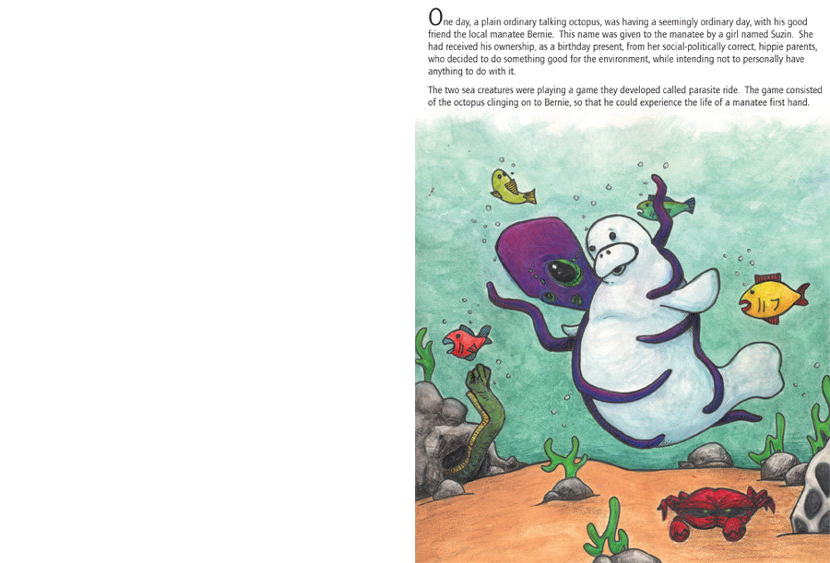 One day, a plain ordinary talking octopus, was having a seemingly ordinary day, with his good
friend the local manatee Bernie.  This name was given to the manatee by a girl named Suzin.  She
had received his ownership, as a birthday present, from her social-politically correct, hippie parents,
who decided to do something good for the environment, while intending not to personally have
anything to do with it.
The two sea creatures were playing a game they developed called parasite ride.  The game consisted
of the octopus clinging on to Bernie, so that he could experience the life of a manatee first hand.